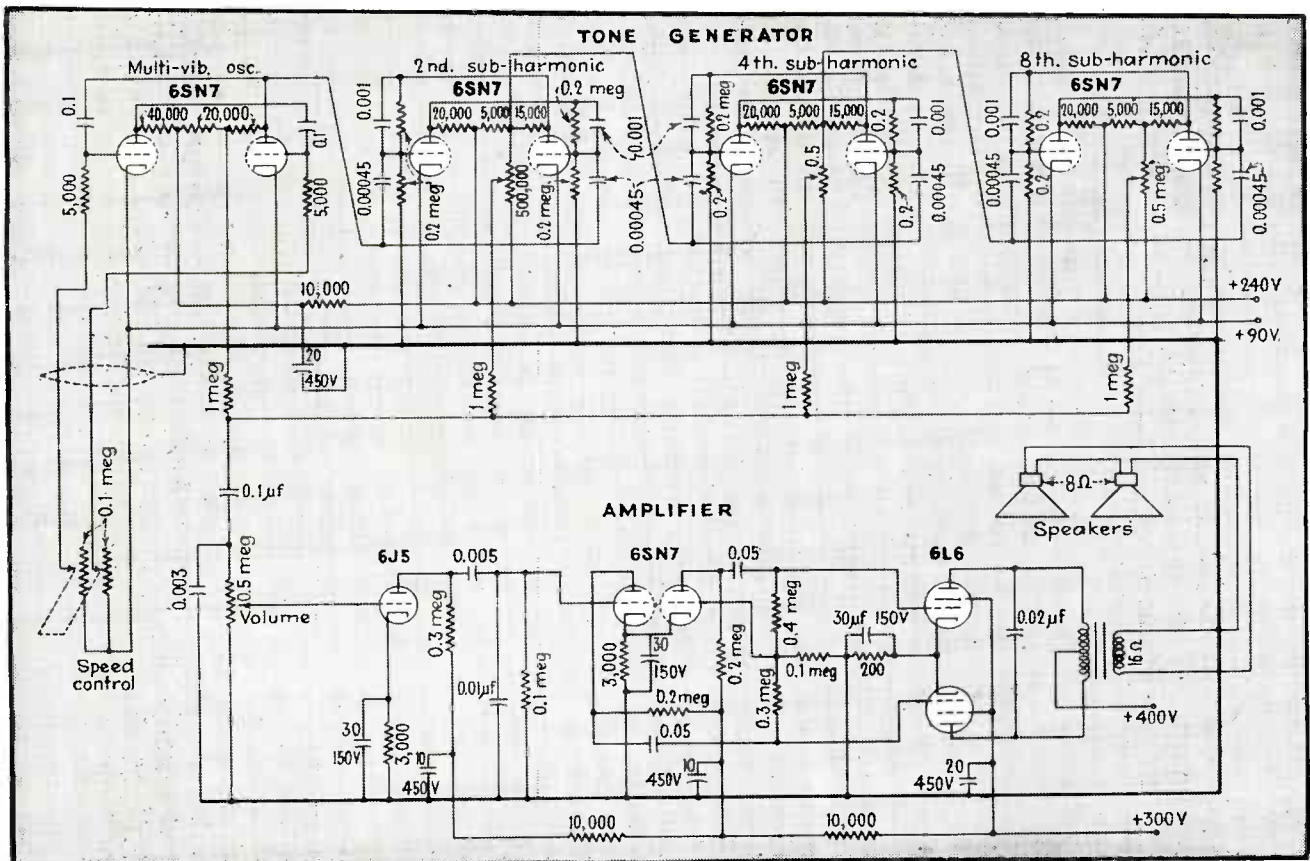 TONE GENERATOR
Multi-vib. osc.
2nd. sub-harmonic
4th. sub-harmonic
8th. sub-harmonic
6SN7
6SN7
6SN7
6SN7
0.1
40,000
20,000
0.1
5,000
5,000
0.001
20,000
5,000
15,000
0.2 meg
0.001
0.00045
0.2 meg
500,000
0.2 meg
0.00045
0.2 meg
20,000
5,000
15,000
0.2
0.001
0.5
0.2
0.2
0.00045
0.001
0.2
20,000
5,000
15,000
0.001
0.00045
0.2
0.5 meg
0.00045
10,000
+240V
+90V
20
450V
1 meg
1 meg
1 meg
1 meg
0.1 meg
0.1µf
0.003
0.5 meg
Volume
Speed
control
8Ω
Speakers
AMPLIFIER
6J5
0.005
6SN7
0.05
6L6
0.3 meg
0.01µf
0.1 meg
30
150V
3,000
10
450V
3,000
30
150V
0.2 meg
0.2 meg
0.05
10
450V
0.4 meg
0.3 meg
0.1 meg
30µf 150V
200
0.02µf
16Ω
+400V
20
450V
10,000
10,000
+300V